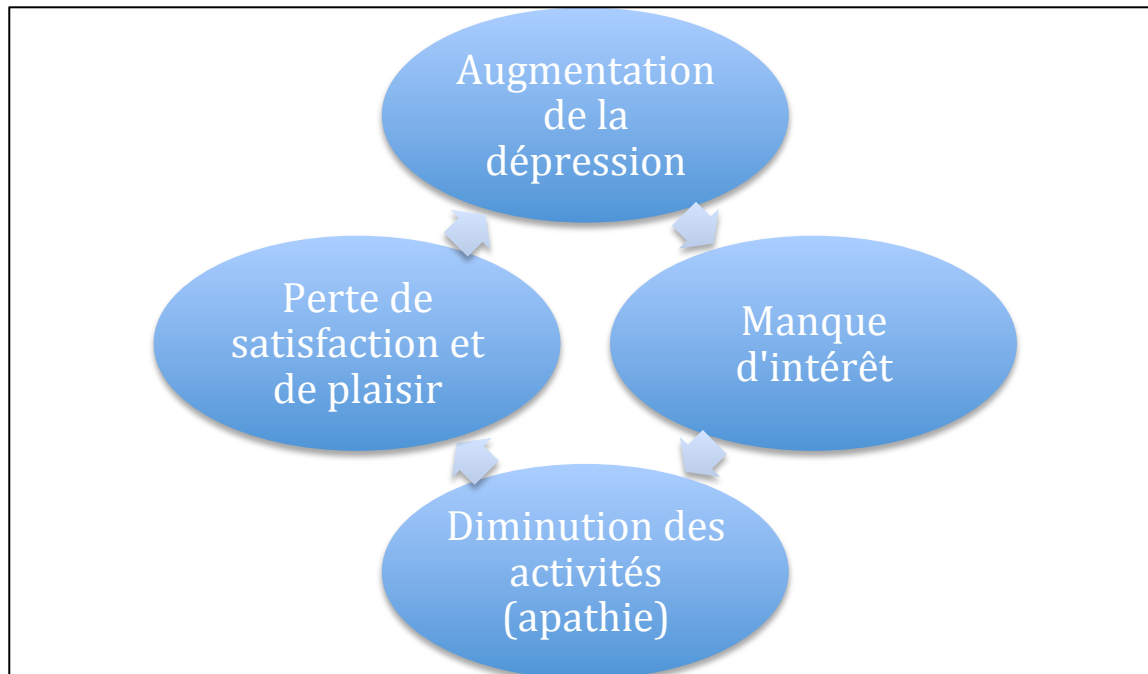 Augmentation
de la
dépression
Perte de
satisfaction et
de plaisir
Manque
d'intérêt
Diminution des
activités
(apathie)